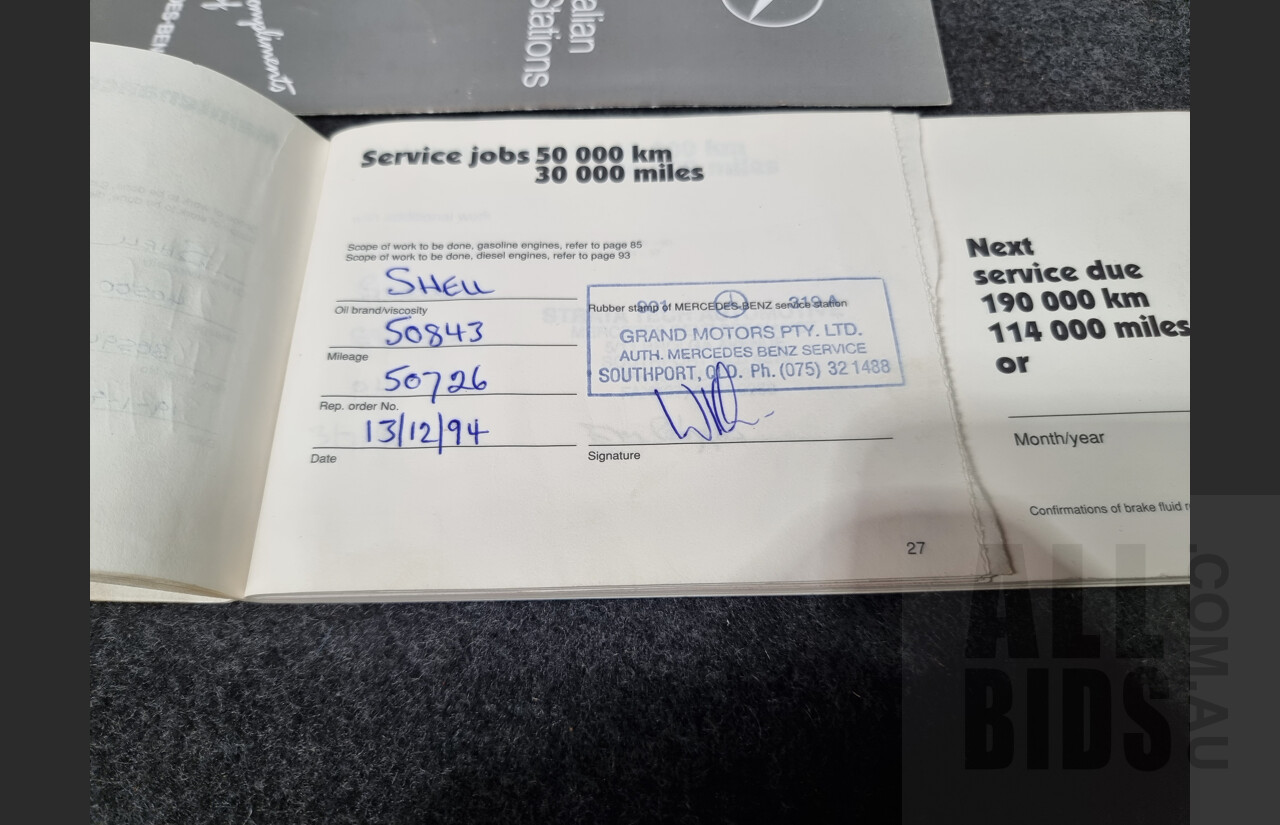 compliments
of
alian
Stations
Service jobs 50 000 km
30 000 miles
Scope of work to be done, gasoline engines, refer to page 85
Scope of work to be done, diesel engines, refer to page 93
SHELL
Oil brand/viscosity
50843
Mileage
50726
Rep. order No.
13/12/94
Date
Rubber stamp of MERCEDES-BENZ service station
GRAND MOTORS PTY. LTD.
AUTH. MERCEDES BENZ SERVICE
SOUTHPORT, QLD. Ph. (075) 32 1488
Signature
27
Next
service due
190 000 km
114 000 miles
or
Month/year
Confirmations of brake fluid
ALL
BIDS
.COM.AU